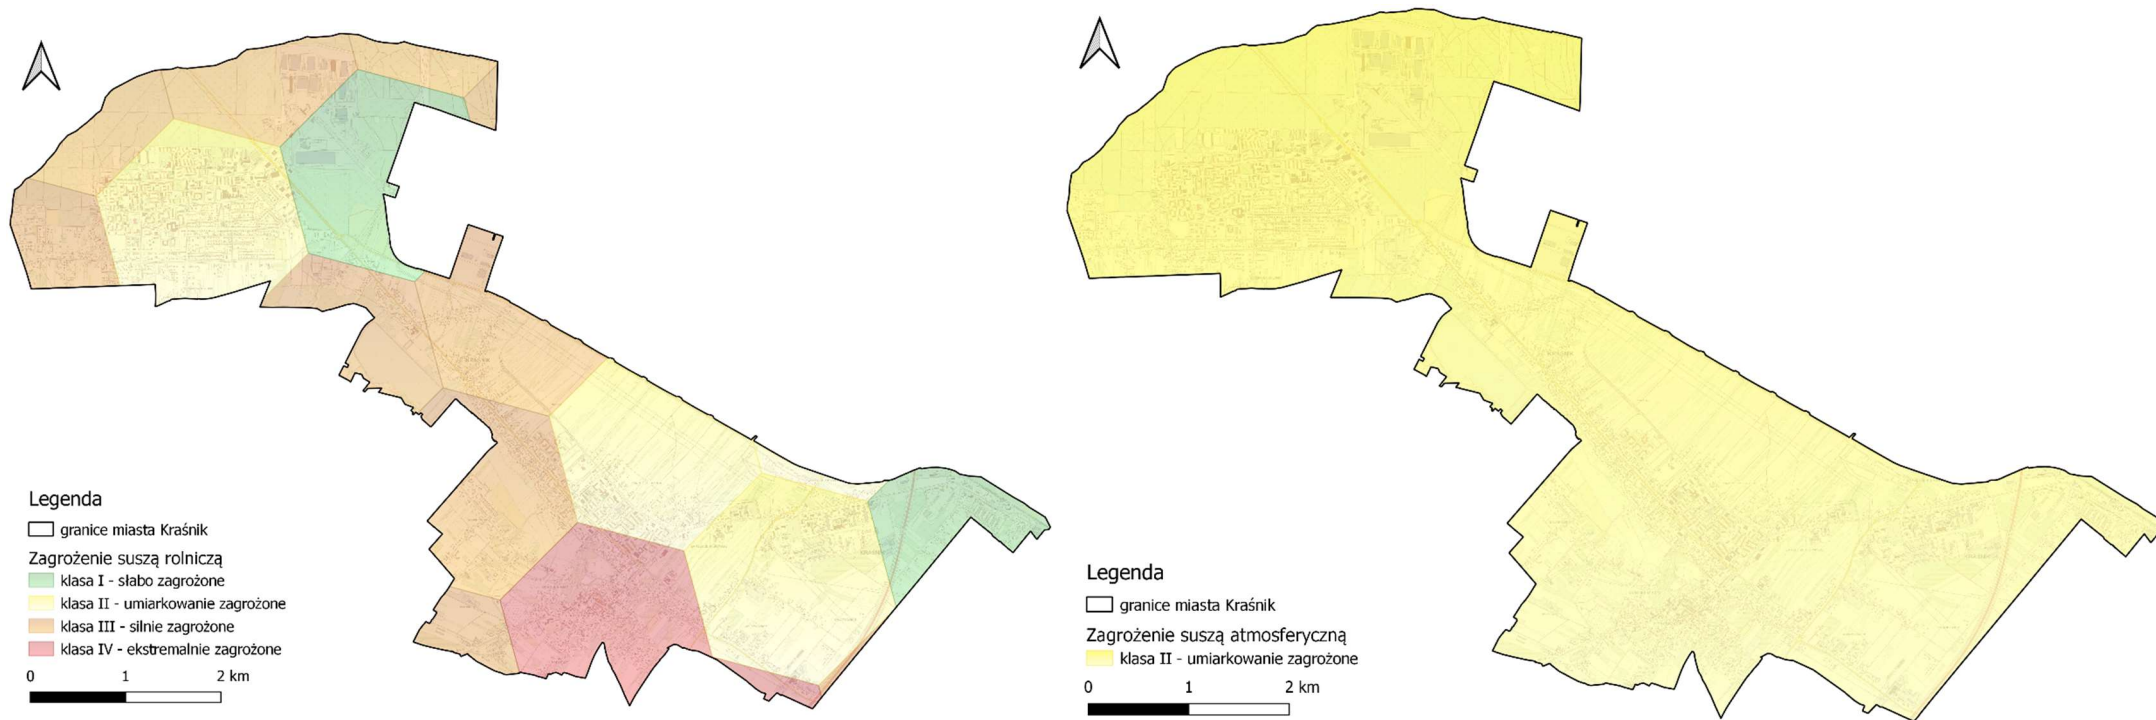 Legenda
granice miasta Kraśnik
Zagrożenie suszą rolniczą
klasa I - słabo zagrożone
klasa II - umiarkowanie zagrożone
klasa III - silnie zagrożone
klasa IV - ekstremalnie zagrożone
0 1 2 km
Legenda
granice miasta Kraśnik
Zagrożenie suszą atmosferyczną
klasa II - umiarkowanie zagrożone
0 1 2 km